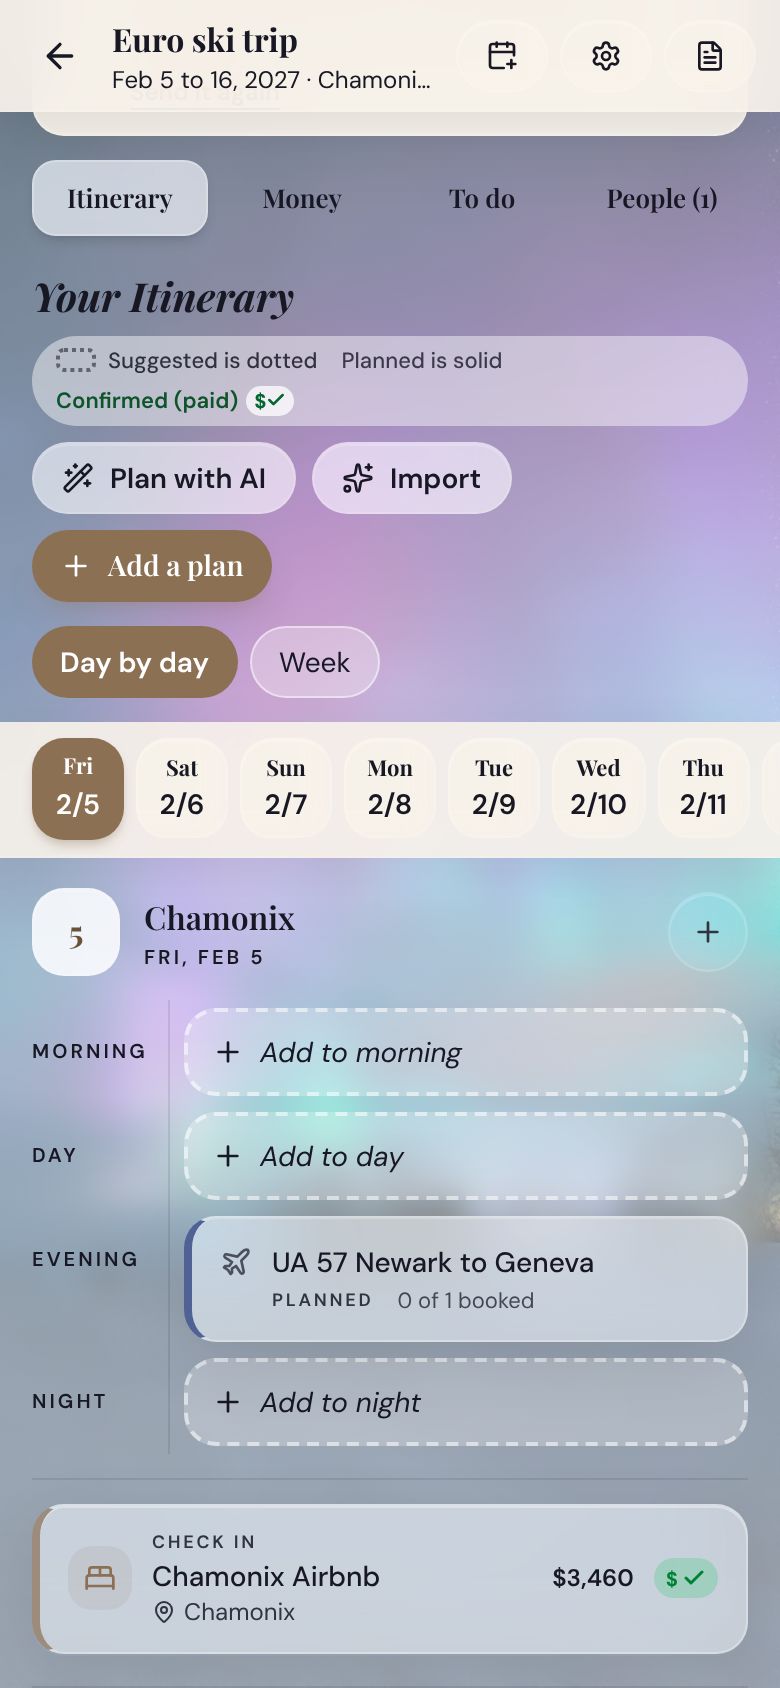 Euro ski trip
Feb 5 to 16, 2027 · Chamoni...
Send it again
Itinerary
Money
To do
People (1)
Your Itinerary
Suggested is dotted Planned is solid
Confirmed (paid) $✓
Plan with AI
Import
+ Add a plan
Day by day
Week
Fri
2/5
Sat
2/6
Sun
2/7
Mon
2/8
Tue
2/9
Wed
2/10
Thu
2/11
5
Chamonix
FRI, FEB 5
+
MORNING
+ Add to morning
DAY
+ Add to day
EVENING
UA 57 Newark to Geneva
PLANNED 0 of 1 booked
NIGHT
+ Add to night
CHECK IN
Chamonix Airbnb
$3,460 $✓
Chamonix